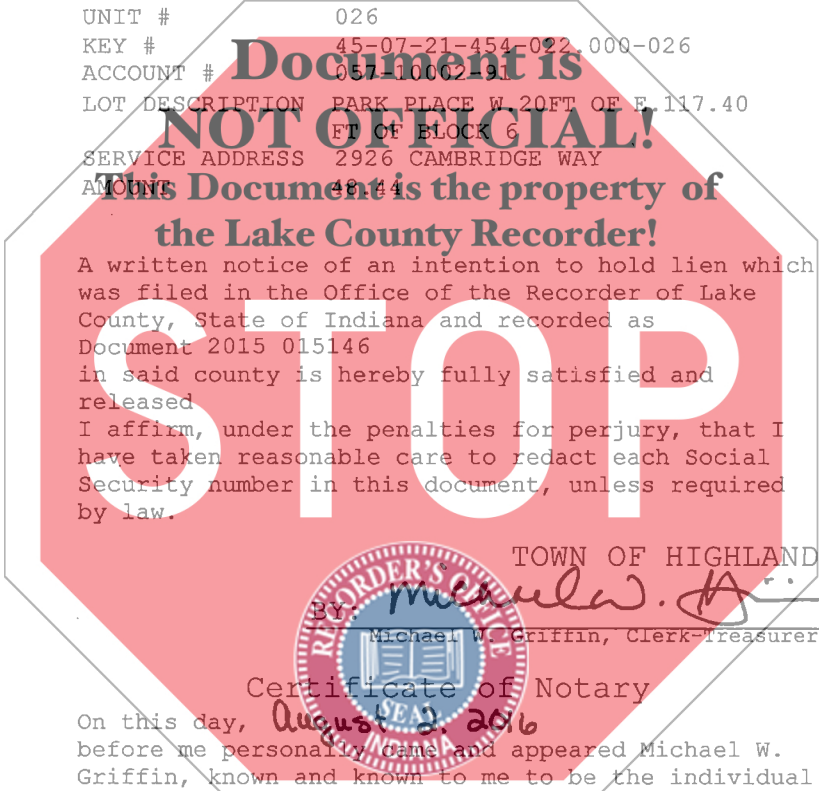 UNIT # 026
KEY # 45-07-21-454-022.000-026
ACCOUNT # 057-10002-91
LOT DESCRIPTION PARK PLACE W.20FT OF E.117.40
FT OF BLOCK 6
SERVICE ADDRESS 2926 CAMBRIDGE WAY
AMOUNT 48.44
Document is
NOT OFFICIAL!
This Document is the property of
the Lake County Recorder!
STOP
A written notice of an intention to hold lien which
was filed in the Office of the Recorder of Lake
County, State of Indiana and recorded as
Document 2015 015146
in said county is hereby fully satisfied and
released
I affirm, under the penalties for perjury, that I
have taken reasonable care to redact each Social
Security number in this document, unless required
by law.
TOWN OF HIGHLAND
BY: Michael W. Griffin
Michael W. Griffin, Clerk-Treasurer
RECORDER'S OFFICE
SEAL
INDIANA
Certificate of Notary
On this day, August 2, 2016
before me personally came and appeared Michael W.
Griffin, known and known to me to be the individual